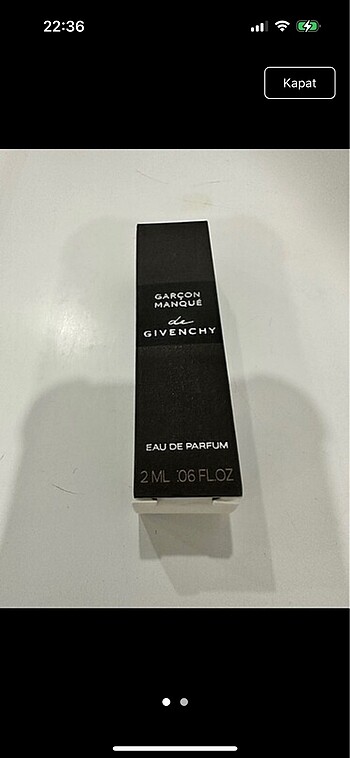 22:36
Kapat
GARÇON
MANQUÉ
de
GIVENCHY
EAU DE PARFUM
2 ML .06 FL.OZ